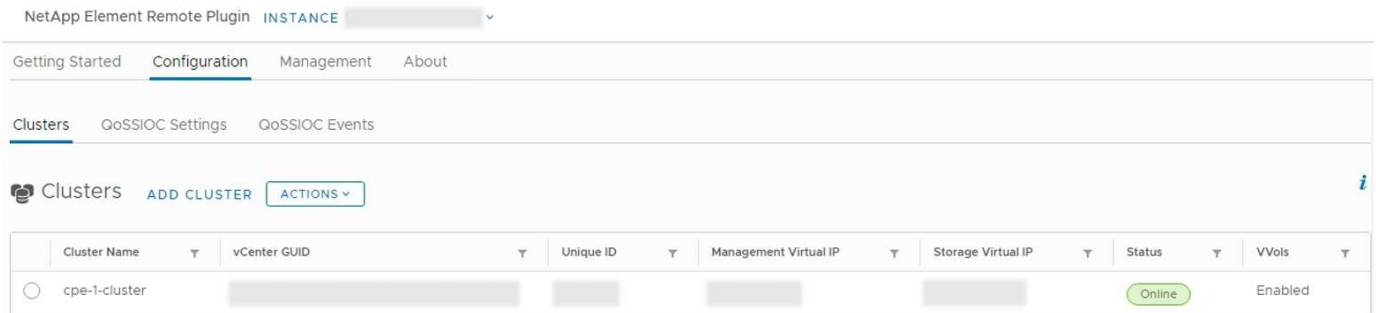 NetApp Element Remote Plugin INSTANCE
Getting Started Configuration Management About
Clusters QoSSIOC Settings QoSSIOC Events
Clusters ADD CLUSTER ACTIONS
i
Cluster Name vCenter GUID Unique ID Management Virtual IP Storage Virtual IP Status VVols
cpe-1-cluster Online Enabled